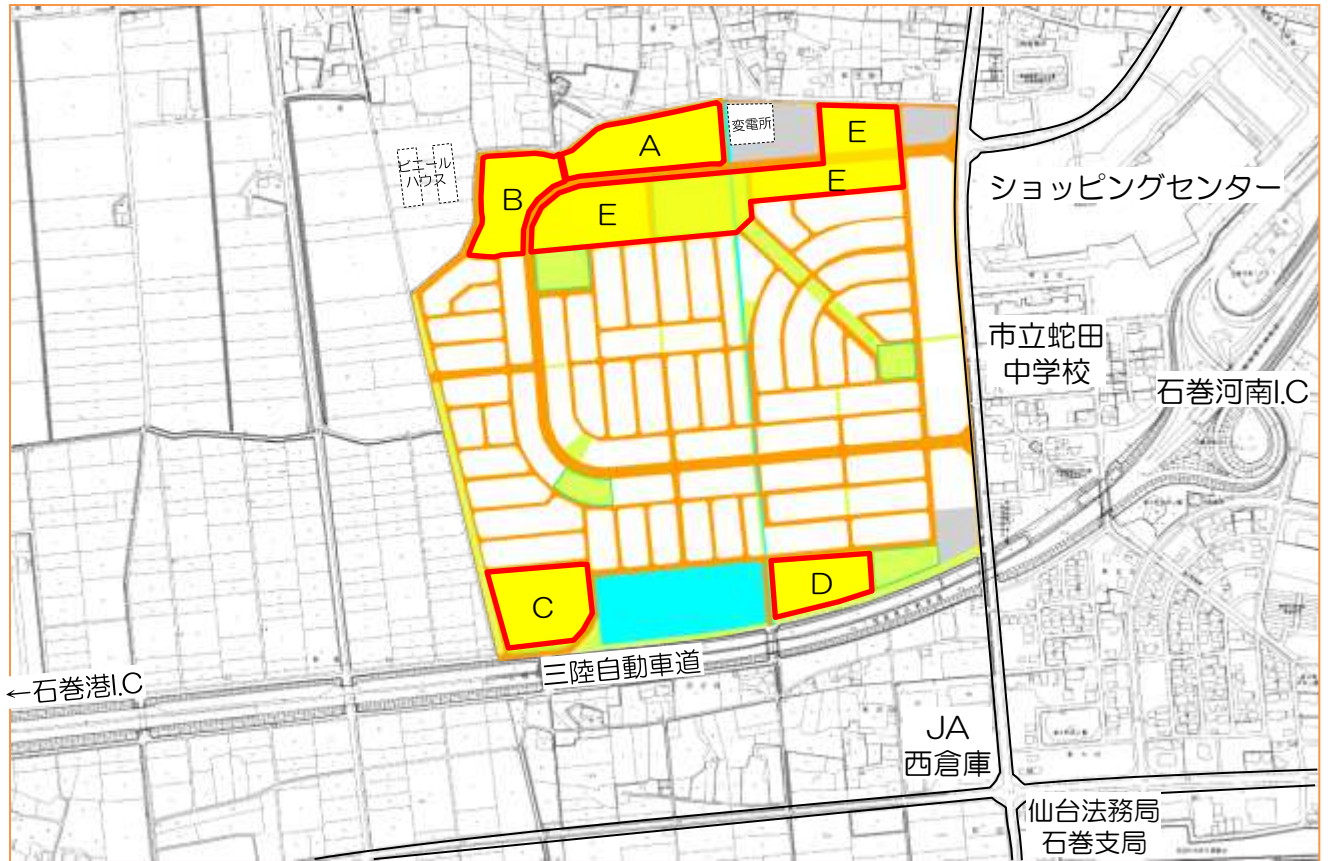 変電所
E
A
ビニール
ハウス
B
E
E
ショッピングセンター
市立蛇田
中学校
石巻河南I.C
C
D
三陸自動車道
←石巻港I.C
JA
西倉庫
仙台法務局
石巻支局